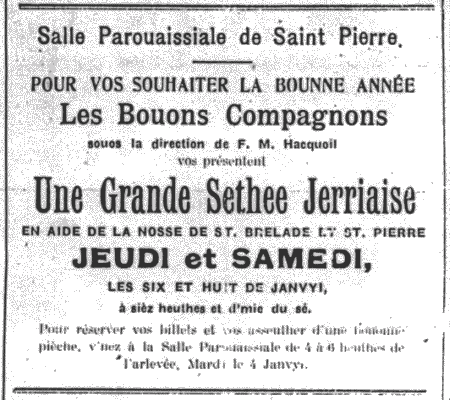 Salle Parouaissiale de Saint Pierre.
POUR VOS SOUHAITER LA BOUNNE ANNÉE
Les Bouons Compagnons
souos la direction de F. M. Hacquoil
vos présentent
Une Grande Sethee Jerriaise
EN AIDE DE LA NOSSE DE ST. BRELADE ET ST. PIERRE
JEUDI et SAMEDI,
LES SIX ET HUIT DE JANVYI,
à sièz heuthes et d'mie du sé.
Pour réserver vos billets et vos asseuther d'une bouonne
pièche, v'nez à la Salle Parouaissiale de 4 à 6 heuthes de
l'arlevée, Mardi le 4 Janvyi.